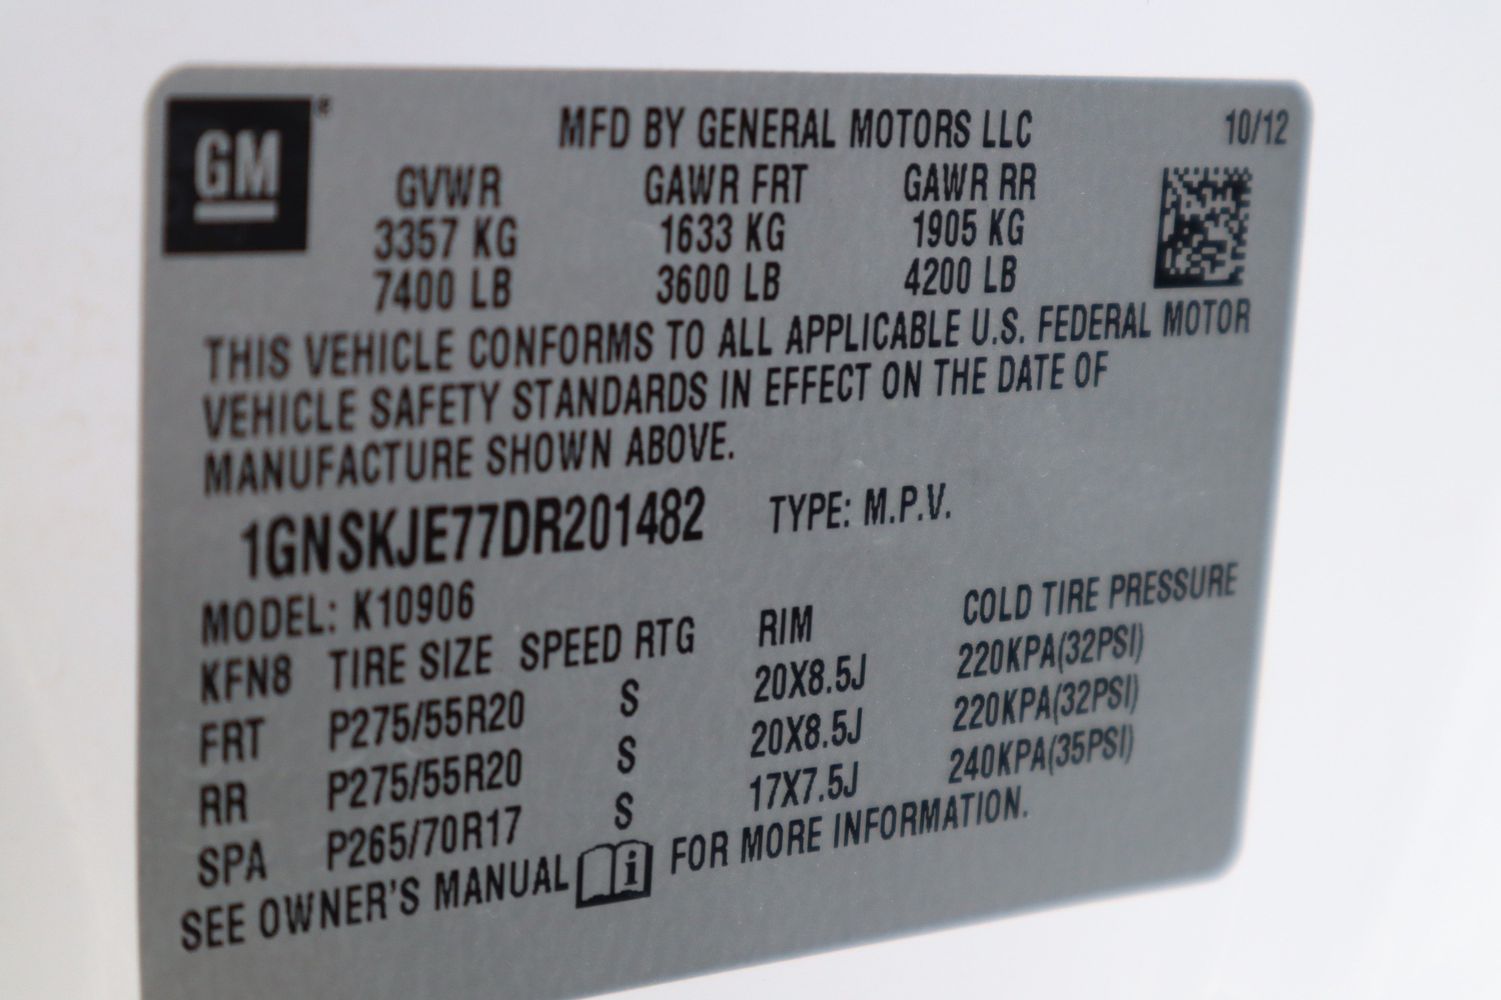 GM®
MFD BY GENERAL MOTORS LLC 10/12
GVWR GAWR FRT GAWR RR
3357 KG 1633 KG 1905 KG
7400 LB 3600 LB 4200 LB
THIS VEHICLE CONFORMS TO ALL APPLICABLE U.S. FEDERAL MOTOR
VEHICLE SAFETY STANDARDS IN EFFECT ON THE DATE OF
MANUFACTURE SHOWN ABOVE.
1GNSKJE77DR201482 TYPE: M.P.V.
MODEL: K10906
KFN8 TIRE SIZE SPEED RTG RIM COLD TIRE PRESSURE
FRT P275/55R20 S 20X8.5J 220KPA(32PSI)
RR P275/55R20 S 20X8.5J 220KPA(32PSI)
SPA P265/70R17 S 17X7.5J 240KPA(35PSI)
SEE OWNER'S MANUAL i FOR MORE INFORMATION.